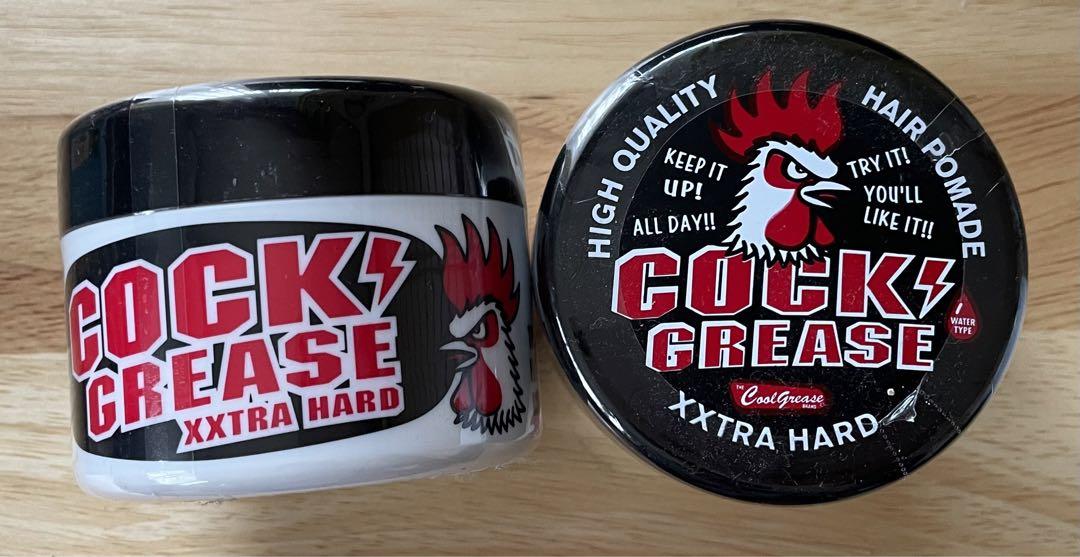 COCK
GREASE
XXTRA HARD
HIGH QUALITY
HAIR POMADE
KEEP IT
UP!
ALL DAY!!
TRY IT!
YOU'LL
LIKE IT!!
COCK
GREASE
WATER
TYPE
THE
CoolGrease
BRAND
XXTRA HARD